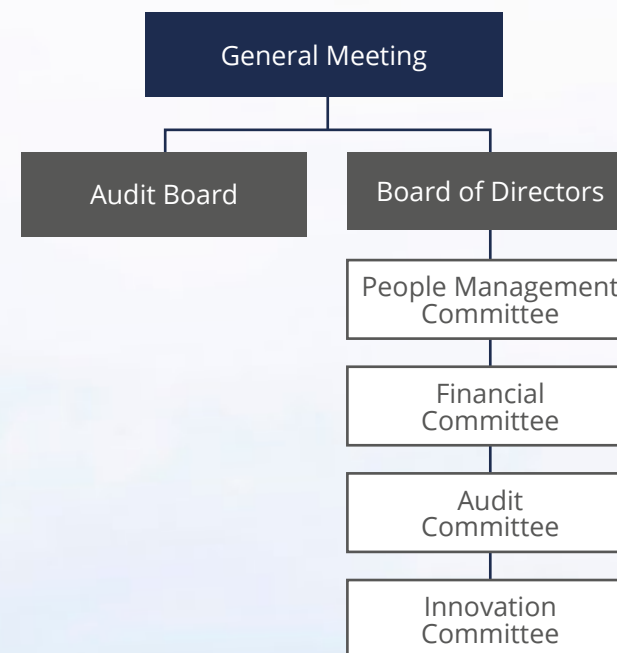 General Meeting
Audit Board
Board of Directors
People Management
Committee
Financial
Committee
Audit
Committee
Innovation
Committee